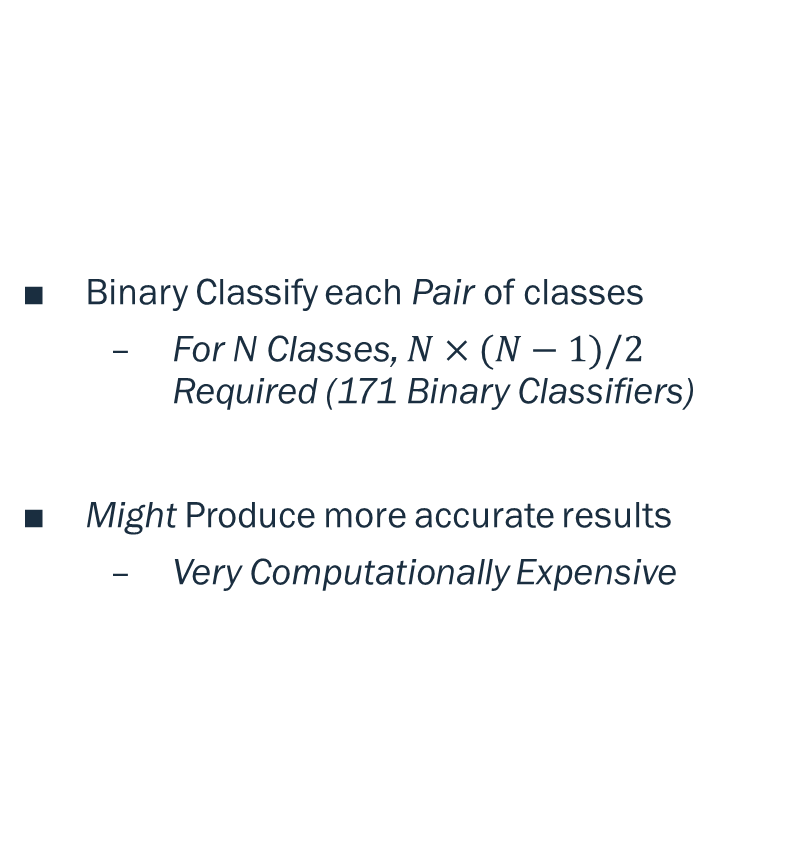 ■ Binary Classify each Pair of classes
– For N Classes, N × (N − 1)/2
Required (171 Binary Classifiers)
■ Might Produce more accurate results
– Very Computationally Expensive